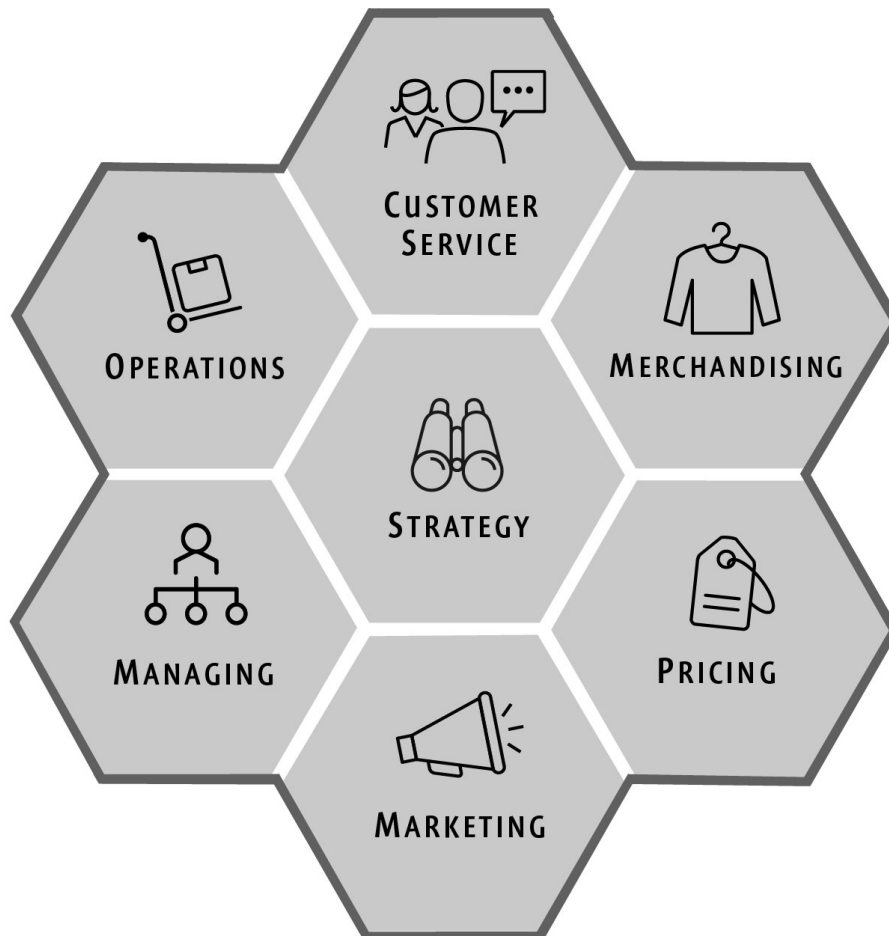 CUSTOMER
SERVICE
OPERATIONS
MERCHANDISING
STRATEGY
MANAGING
PRICING
MARKETING